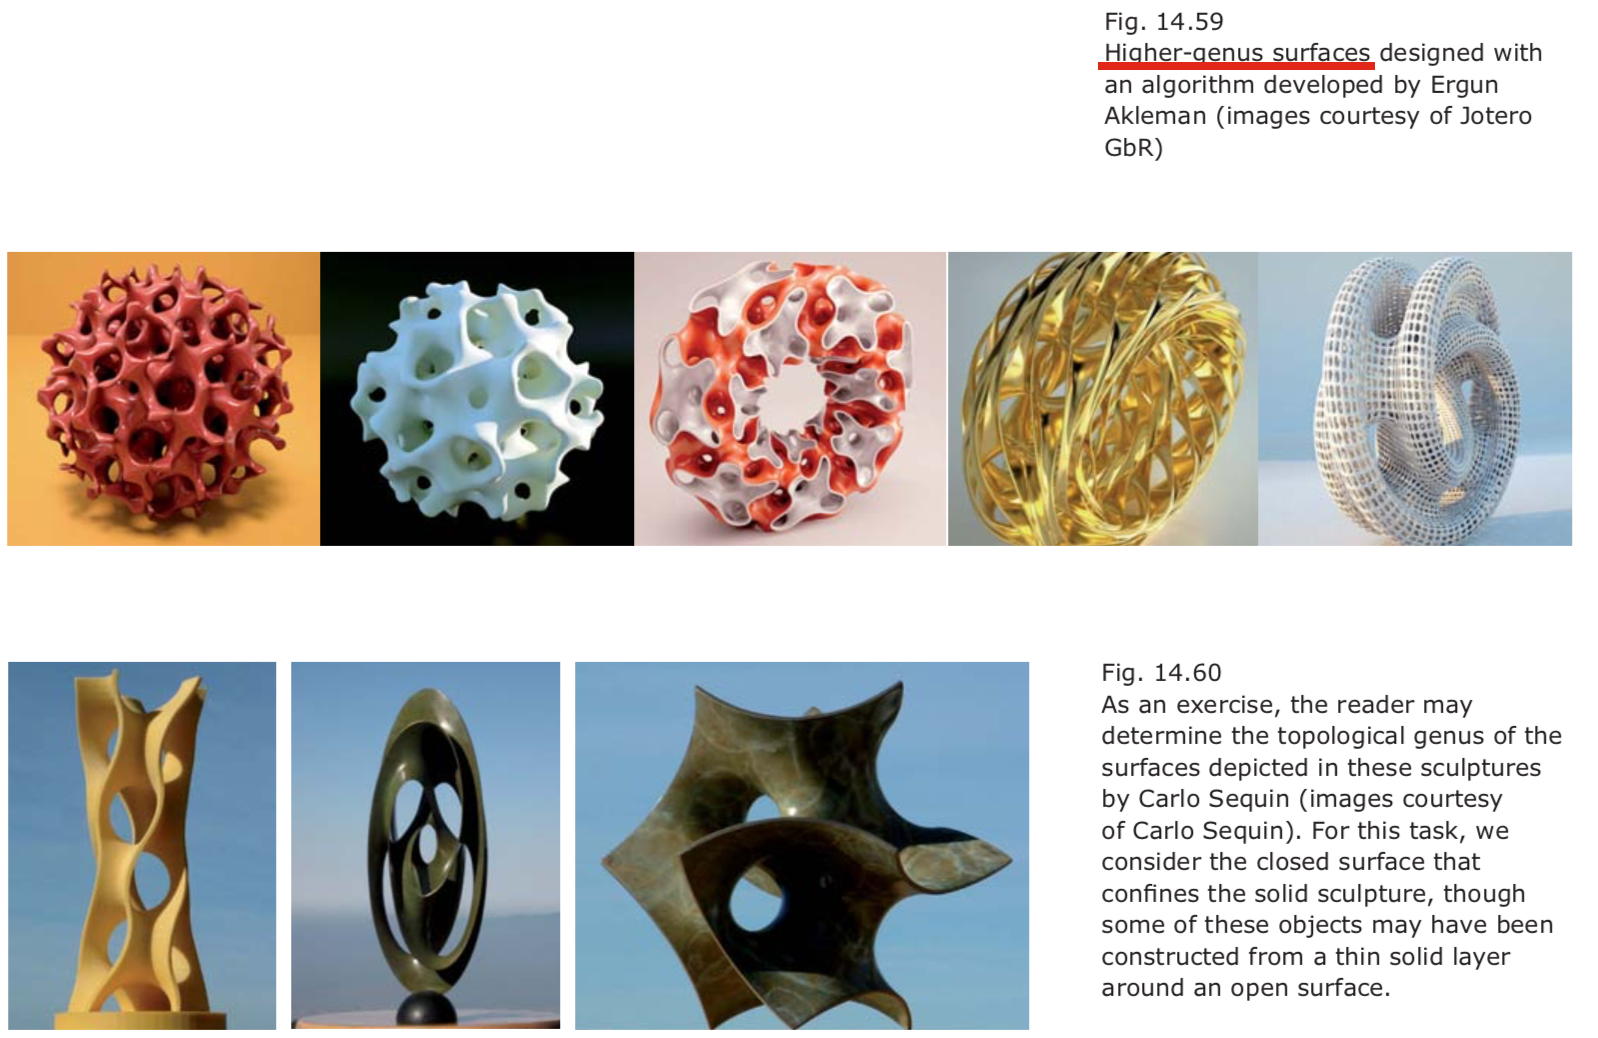 Fig. 14.59
Higher-genus surfaces designed with
an algorithm developed by Ergun
Akleman (images courtesy of Jotero
GbR)
Fig. 14.60
As an exercise, the reader may
determine the topological genus of the
surfaces depicted in these sculptures
by Carlo Sequin (images courtesy
of Carlo Sequin). For this task, we
consider the closed surface that
confines the solid sculpture, though
some of these objects may have been
constructed from a thin solid layer
around an open surface.